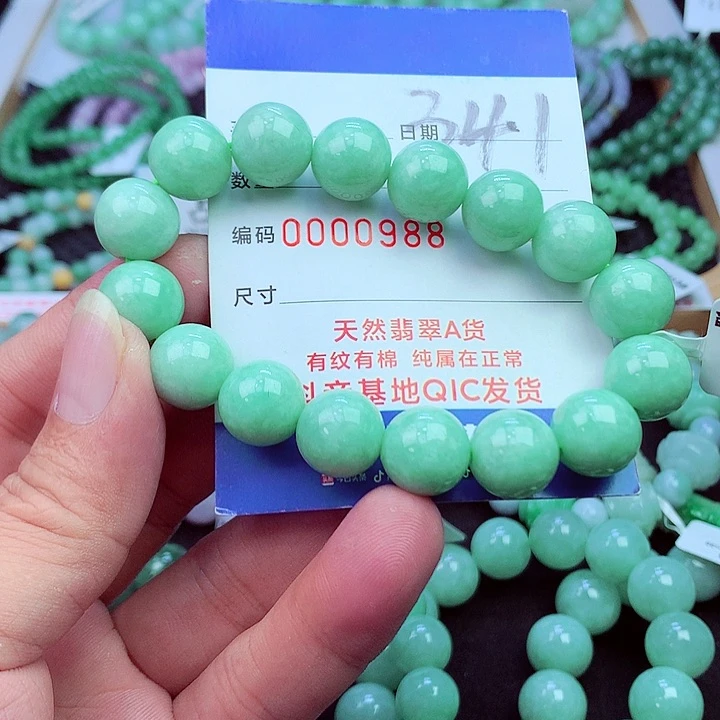 日期 341
数量
编码 0000988
尺寸
天然翡翠A货
有纹有棉 纯属在正常
基地QIC发货